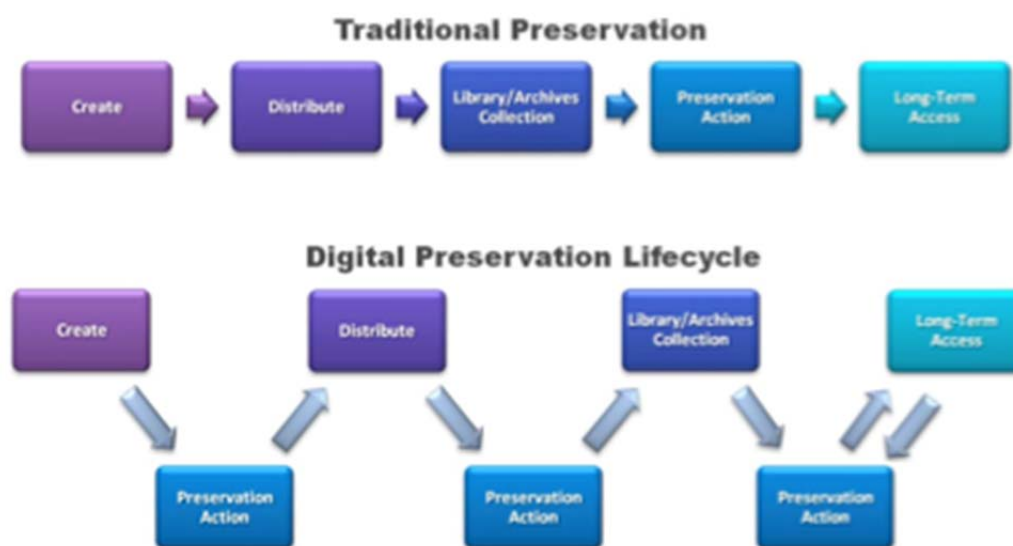 Traditional Preservation
Create
Distribute
Library/Archives
Collection
Preservation
Action
Long-Term
Access
Digital Preservation Lifecycle
Create
Distribute
Library/Archives
Collection
Long-Term
Access
Preservation
Action
Preservation
Action
Preservation
Action